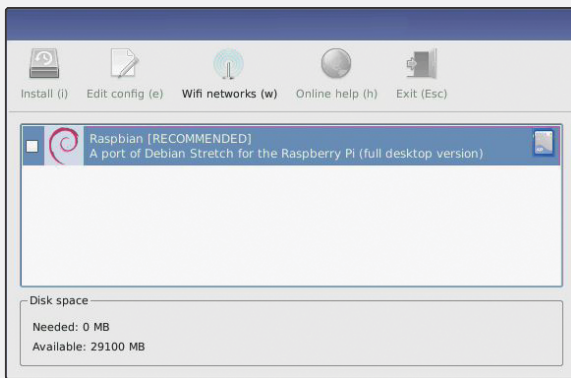 Install (i)
Edit config (e)
Wifi networks (w)
Online help (h)
Exit (Esc)
Raspbian [RECOMMENDED]
A port of Debian Stretch for the Raspberry Pi (full desktop version)
Disk space
Needed: 0 MB
Available: 29100 MB